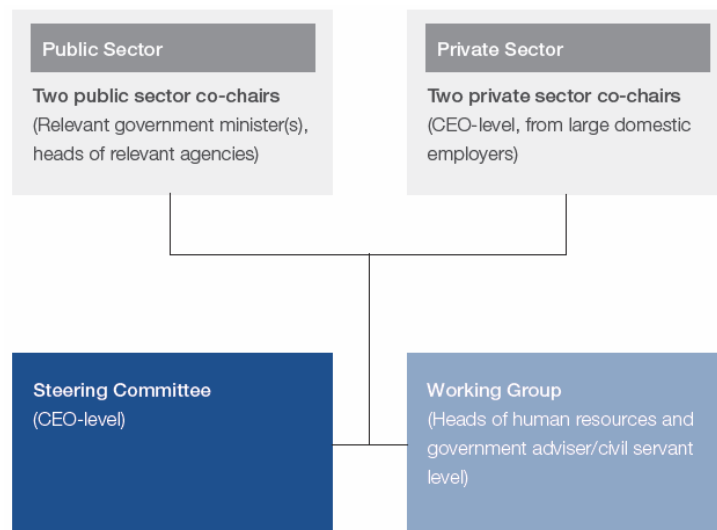 Public Sector
Two public sector co-chairs
(Relevant government minister(s),
heads of relevant agencies)
Private Sector
Two private sector co-chairs
(CEO-level, from large domestic
employers)
Steering Committee
(CEO-level)
Working Group
(Heads of human resources and
government adviser/civil servant
level)